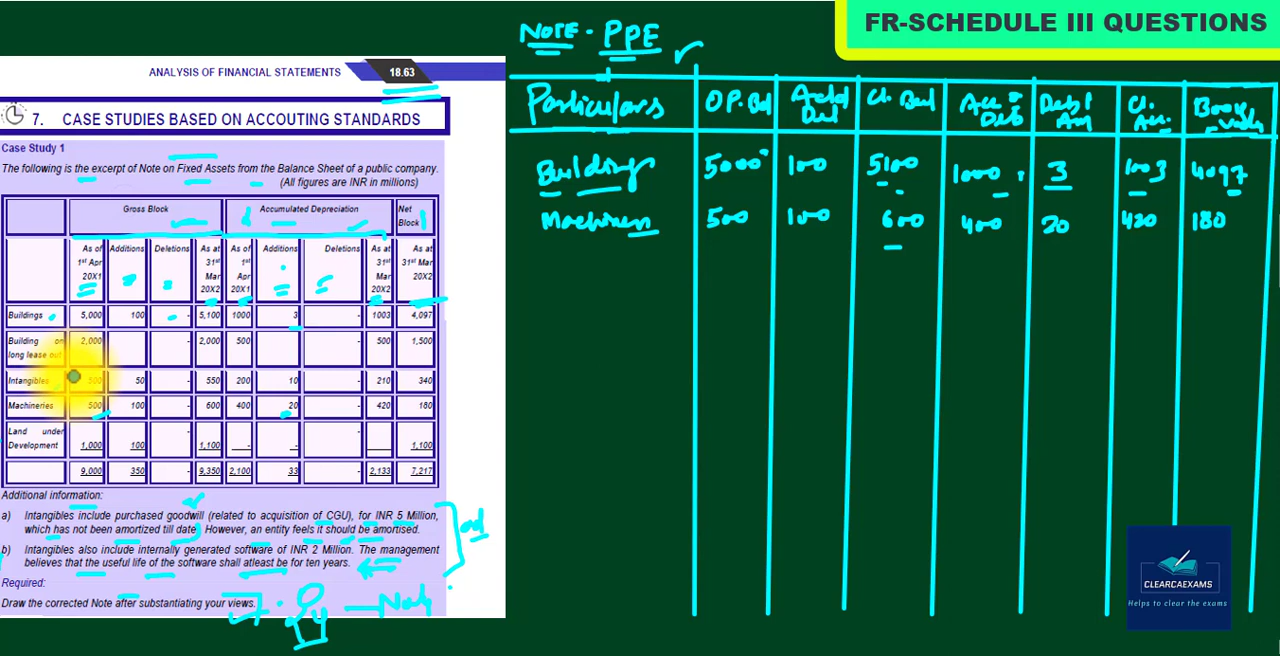 FR-SCHEDULE III QUESTIONS
ANALYSIS OF FINANCIAL STATEMENTS 18.63
7. CASE STUDIES BASED ON ACCOUTING STANDARDS
Case Study 1
The following is the excerpt of Note on Fixed Assets from the Balance Sheet of a public company.
(All figures are INR in millions)
Gross Block Accumulated Depreciation Net Block
As of 1st Apr 20X1 Additions Deletions As at 31st Mar 20X2 As of 1st Apr 20X1 Additions Deletions As at 31st Mar 20X2 As at 31st Mar 20X2
Buildings 5,000 100 - 5,100 1000 3 - 1003 4,097
Building on long lease out 2,000 - 2,000 500 - 500 1,500
Intangibles 500 50 - 550 200 10 - 210 340
Machineries 500 100 - 600 400 20 - 420 180
Land under Development 1,000 100 - 1,100 - - - 1,100
9,000 350 - 9,350 2,100 33 - 2,133 7,217
Additional information:
a) Intangibles include purchased goodwill (related to acquisition of CGU), for INR 5 Million,
which has not been amortized till date. However, an entity feels it should be amortised.
b) Intangibles also include internally generated software of INR 2 Million. The management
believes that the useful life of the software shall atleast be for ten years.
Required:
Draw the corrected Note after substantiating your views.
NOTE - PPE
Particulars OP. Bal Add Del Cl. Bal Acc Deb Deb/Am Cl. Acc. Book Value
Buildings 5000 100 5100 1000 3 1003 4097
Machines 500 100 600 400 20 420 180
CLEARCAEXAMS
Helps to clear the exams